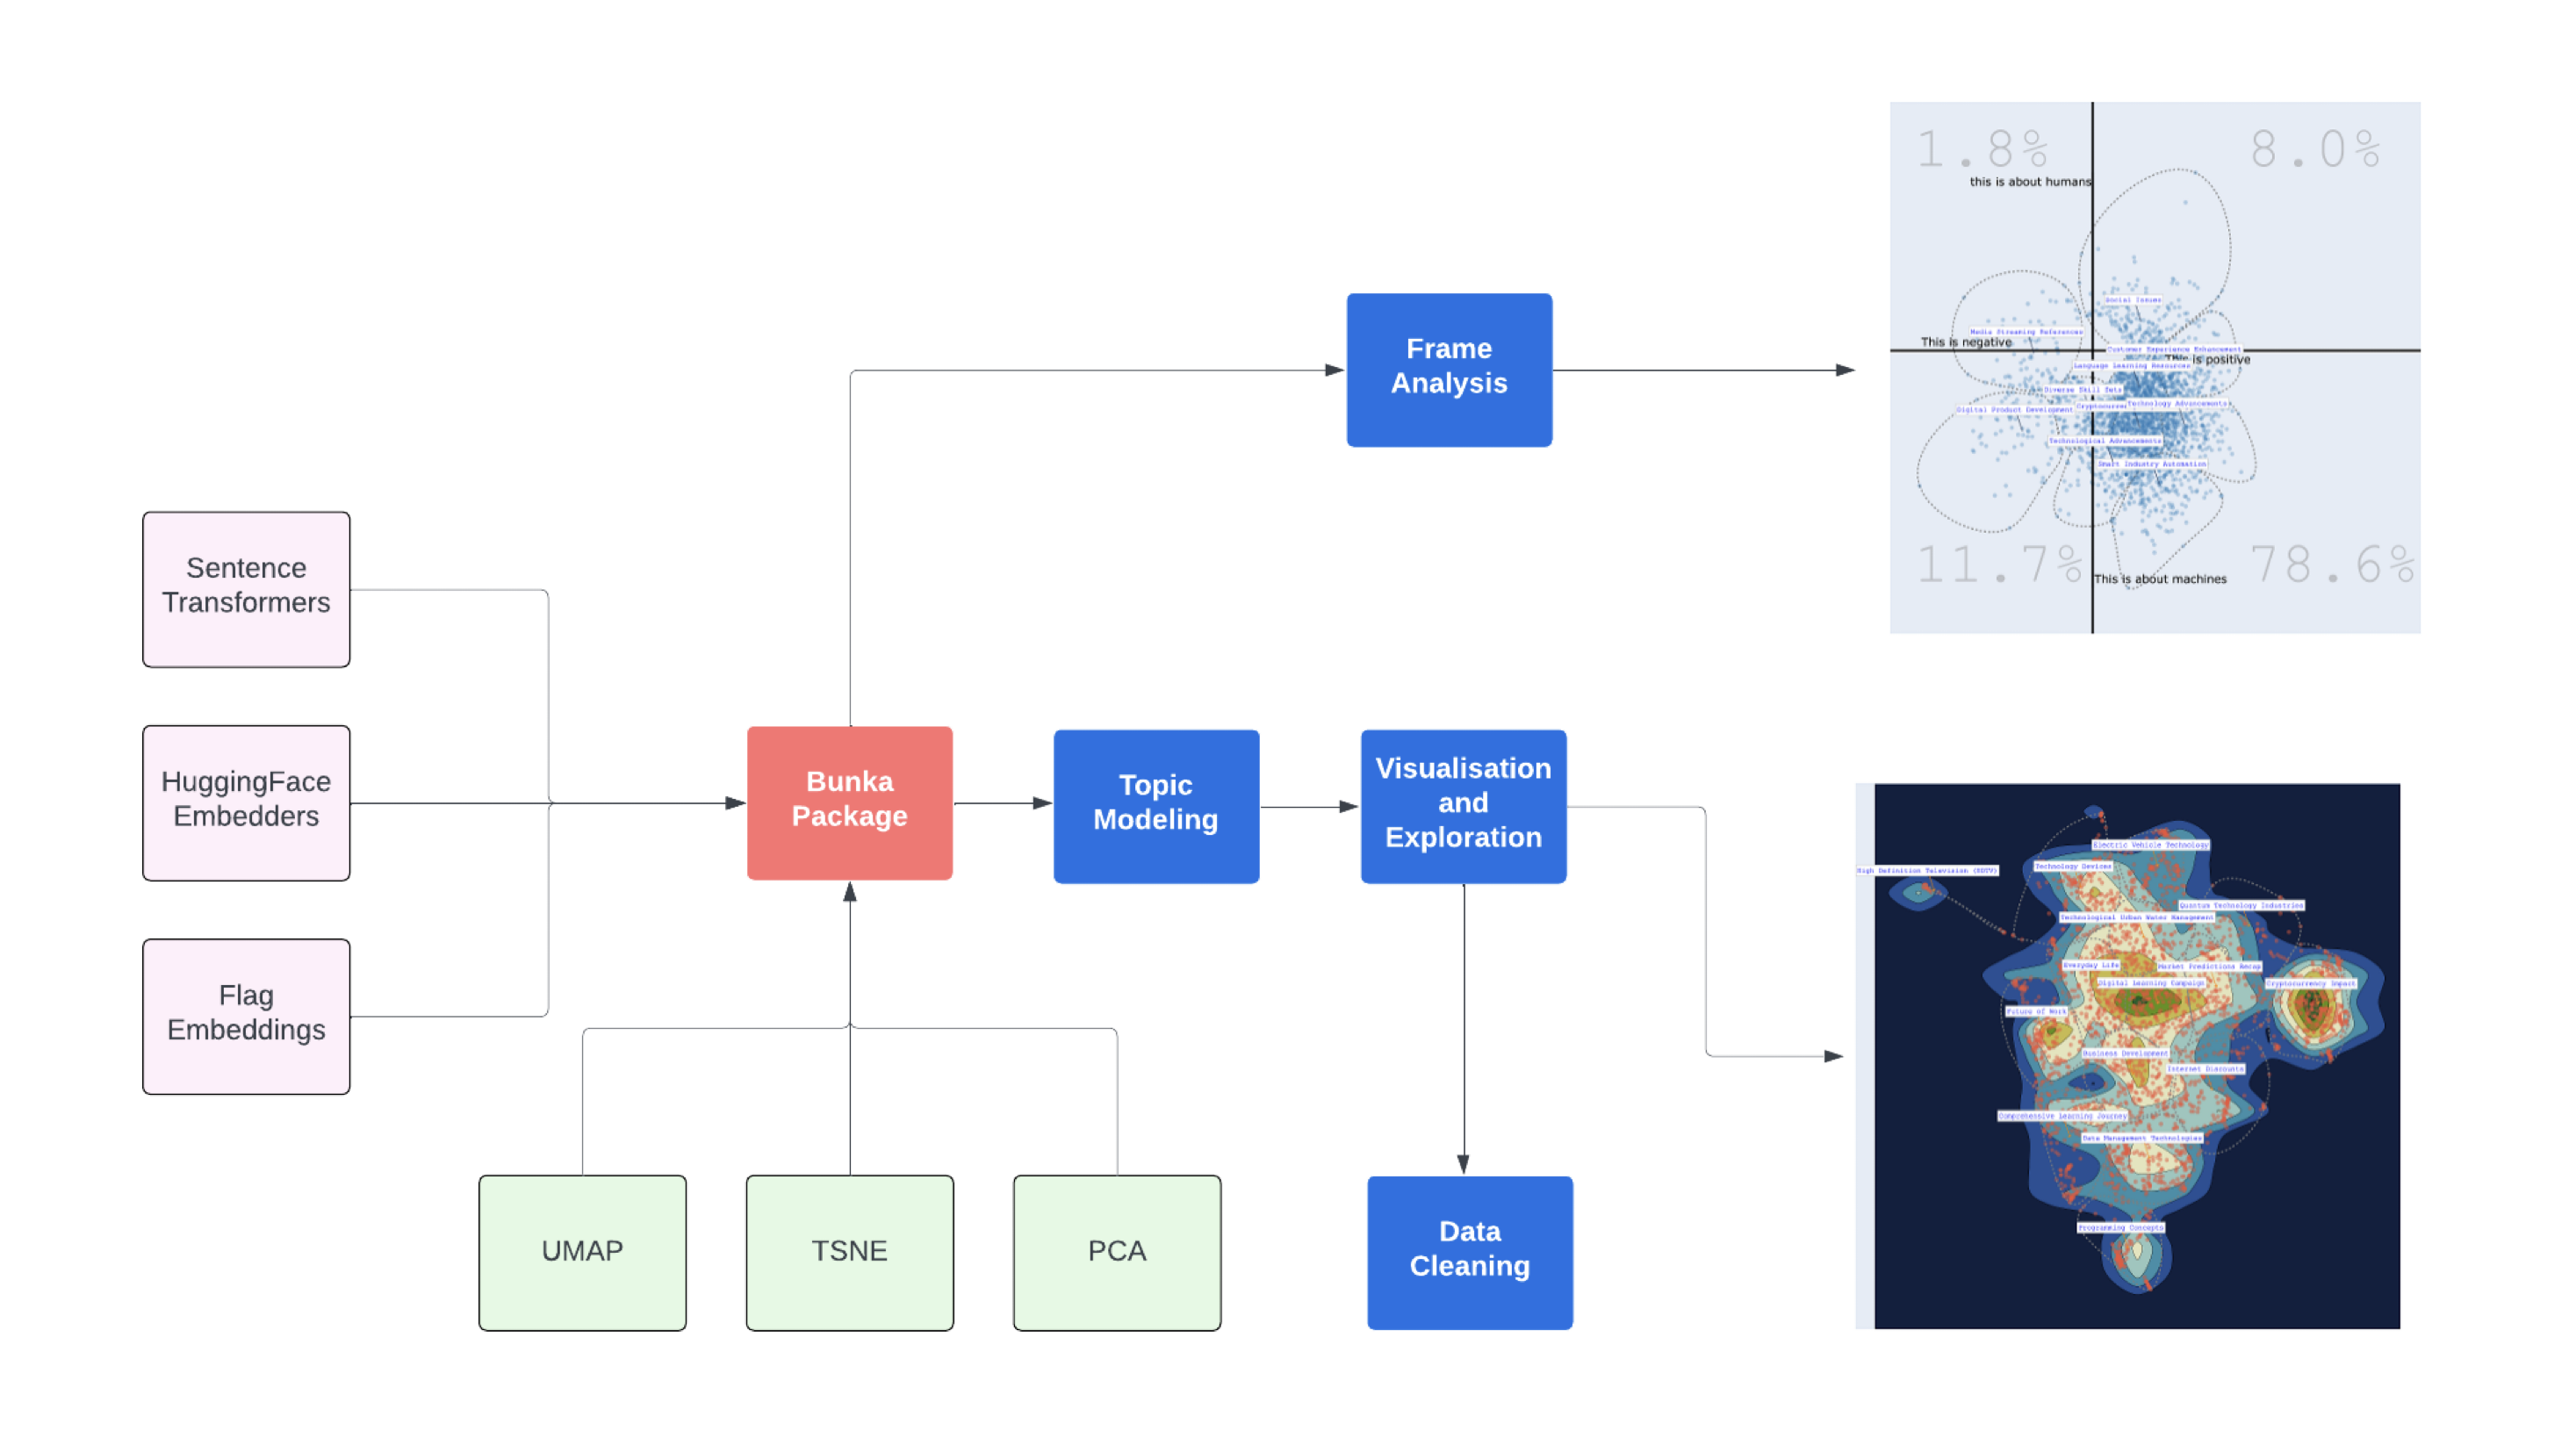 1.8%
8.0%
this is about humans
Social Issues
Media Streaming References
This is negative
Customer Experience Enhancement
This is positive
Language Learning Resources
Diverse Skill Sets
Digital Product Development
Technology Advancements
Technological Advancements
Smart Industry Automation
11.7%
78.6%
This is about machines
Frame
Analysis
Sentence
Transformers
HuggingFace
Embedders
Flag
Embeddings
Bunka
Package
Topic
Modeling
Visualisation
and
Exploration
UMAP
TSNE
PCA
Data
Cleaning
Electric Vehicle Technology
Technology Devices
High Definition Television (HDTV)
Quantum Technology Industries
Technological Urban Water Management
Everyday Life
Market Predictions Recap
Digital Learning Campaign
Cryptocurrency Impact
Future of Work
Business Development
Internet Discounts
Comprehensive Learning Journey
Data Management Technologies
Programming Concepts